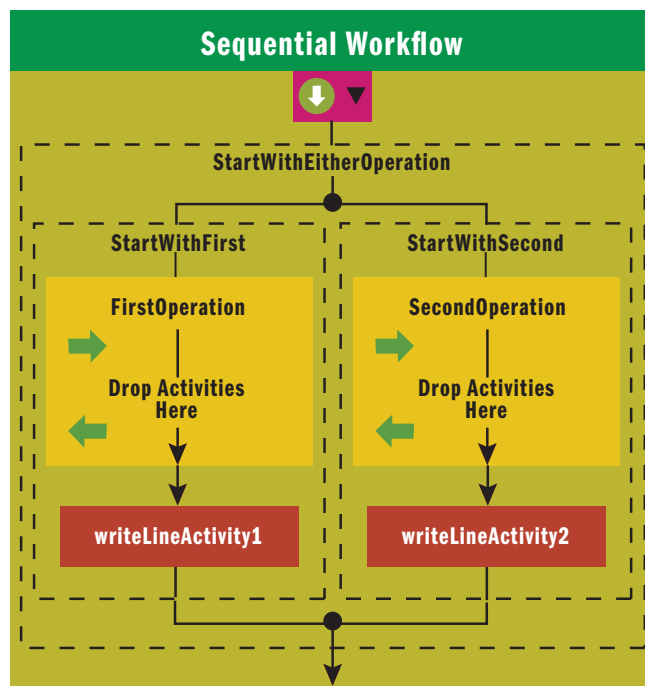 Sequential Workflow
StartWithEitherOperation
StartWithFirst
FirstOperation
Drop Activities
Here
writeLineActivity1
StartWithSecond
SecondOperation
Drop Activities
Here
writeLineActivity2